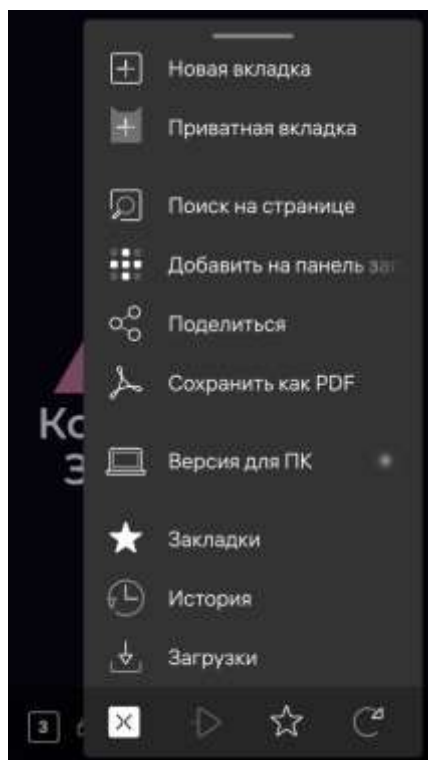 Новая вкладка
Приватная вкладка
Поиск на странице
Добавить на панель
Поделиться
Сохранить как PDF
Версия для ПК
Закладки
История
Загрузки
3